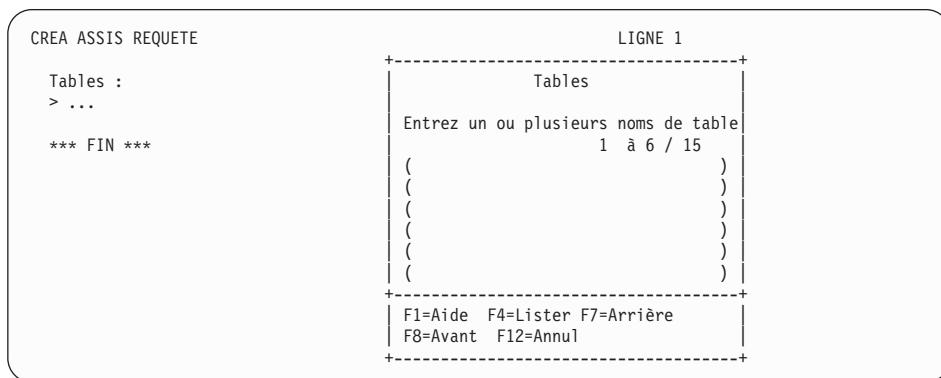 CREA ASSIS REQUETE LIGNE 1
+--------------------------------------+
Tables : | Tables |
> ... | |
| Entrez un ou plusieurs noms de table|
*** FIN *** | 1 à 6 / 15 |
| ( ) |
| ( ) |
| ( ) |
| ( ) |
| ( ) |
| ( ) |
+--------------------------------------+
| F1=Aide F4=Lister F7=Arrière |
| F8=Avant F12=Annul |
+--------------------------------------+